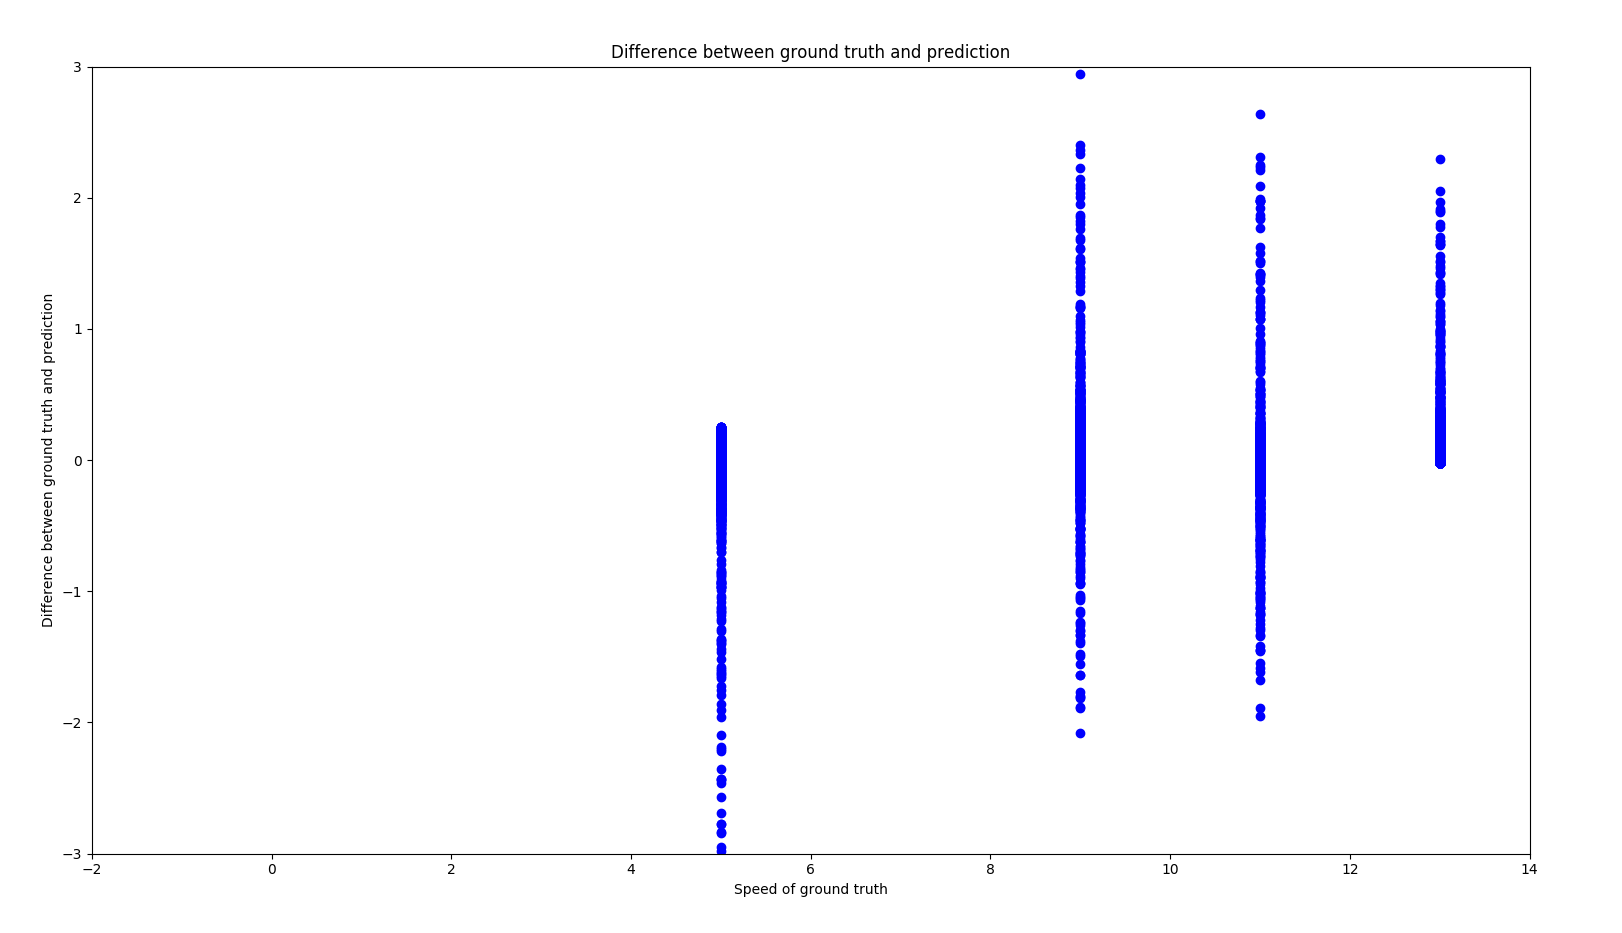 Difference between ground truth and prediction
3
2
1
0
−1
−2
−3
Difference between ground truth and prediction
−2 0 2 4 6 8 10 12 14
Speed of ground truth